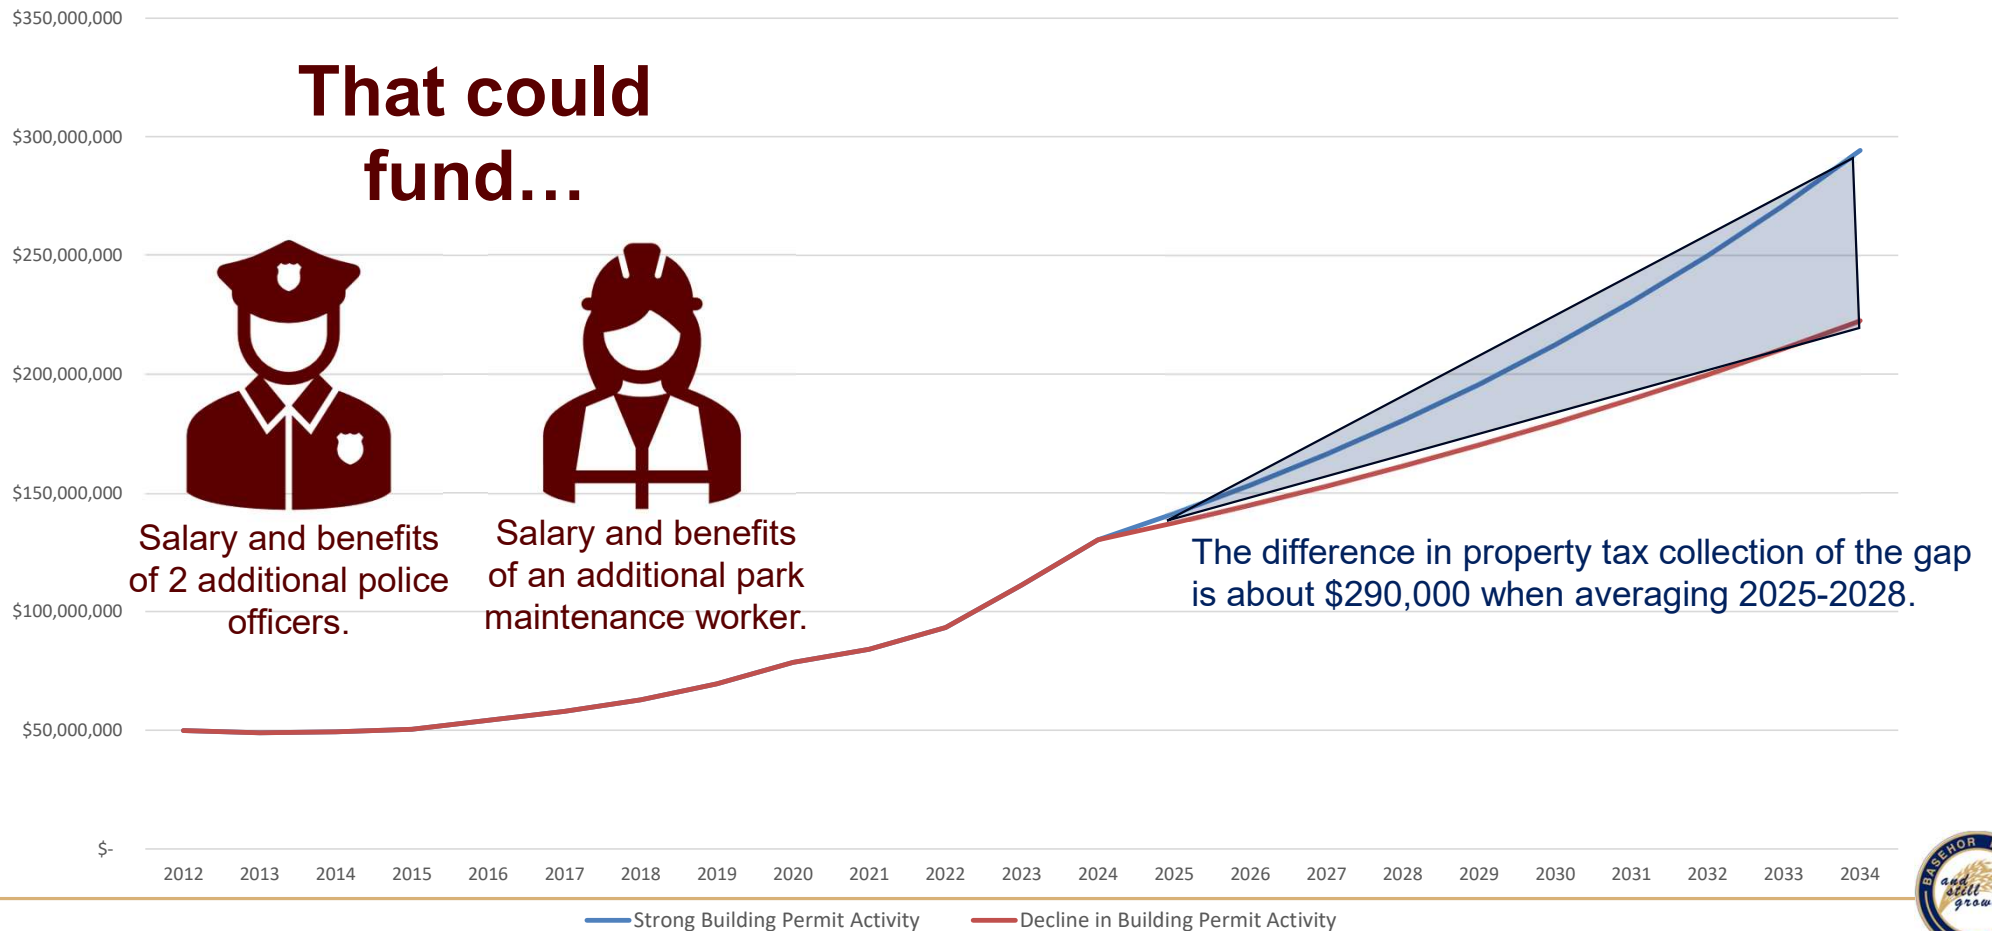 $350,000,000
$300,000,000
$250,000,000
$200,000,000
$150,000,000
$100,000,000
$50,000,000
$-
That could
fund…
Salary and benefits
of 2 additional police
officers.
Salary and benefits
of an additional park
maintenance worker.
The difference in property tax collection of the gap
is about $290,000 when averaging 2025-2028.
2012 2013 2014 2015 2016 2017 2018 2019 2020 2021 2022 2023 2024 2025 2026 2027 2028 2029 2030 2031 2032 2033 2034
Strong Building Permit Activity Decline in Building Permit Activity
BASEHOR
and
still